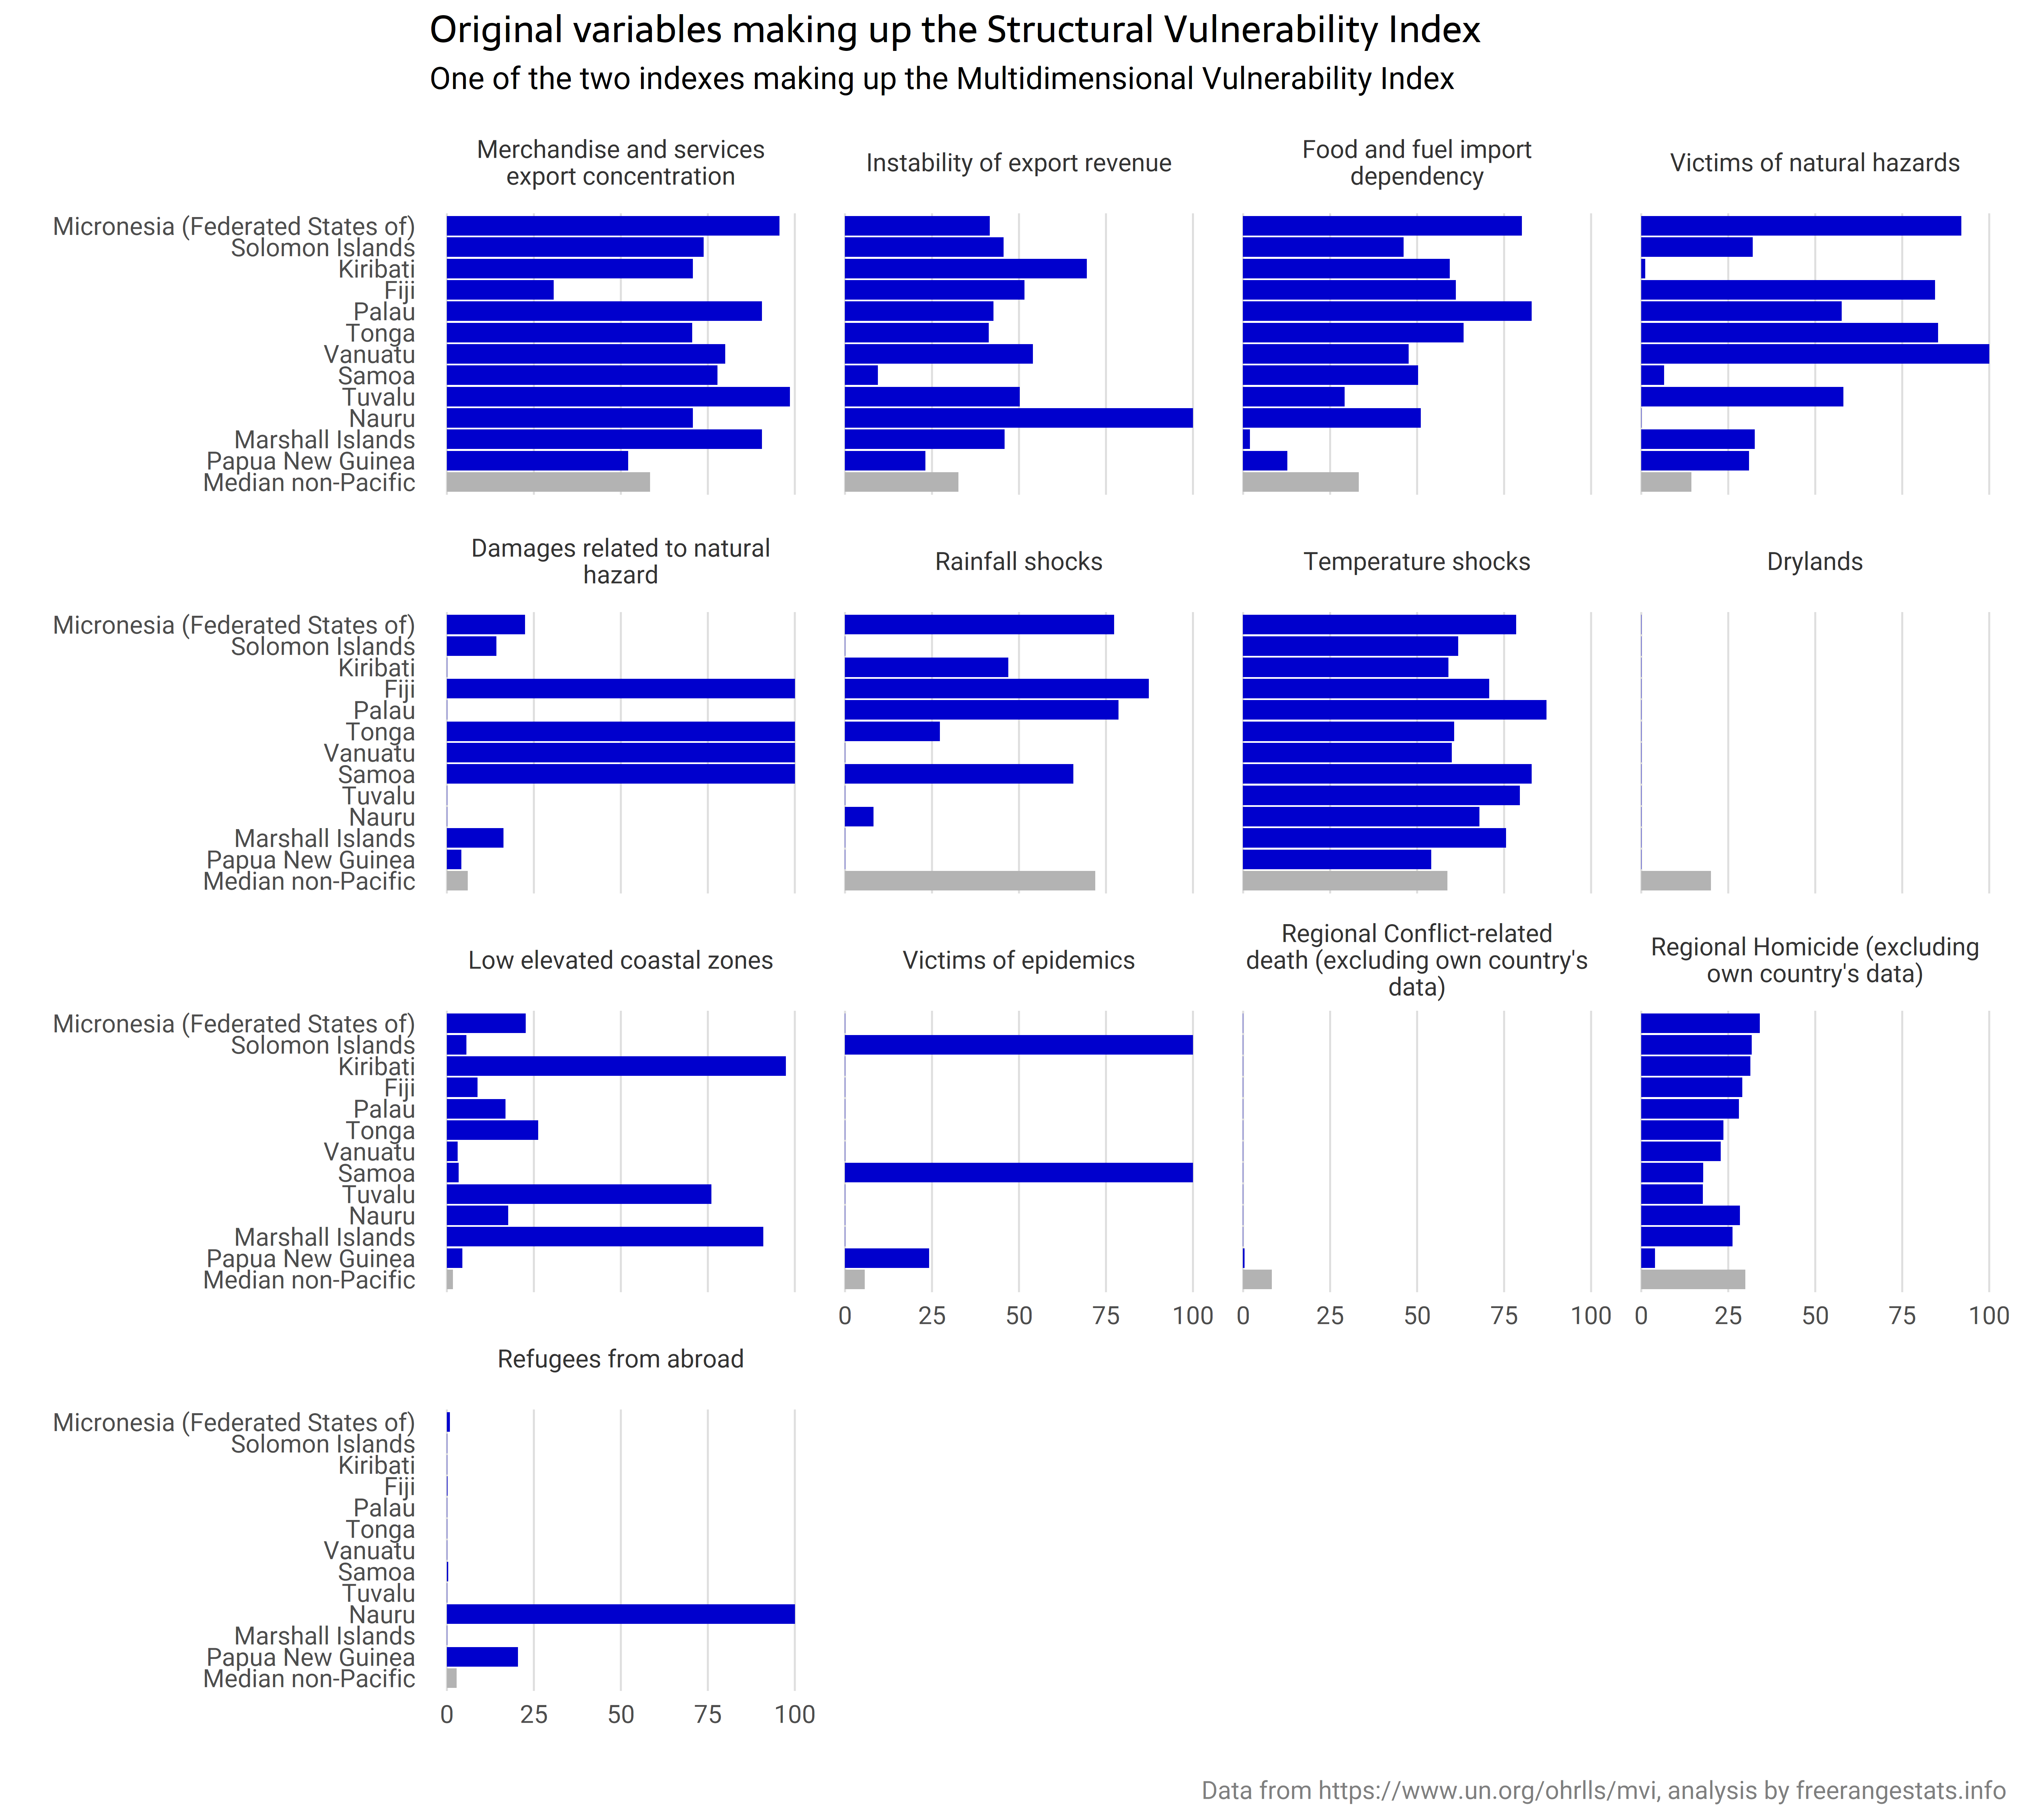 Original variables making up the Structural Vulnerability Index
One of the two indexes making up the Multidimensional Vulnerability Index
Merchandise and services
export concentration
Instability of export revenue
Food and fuel import
dependency
Victims of natural hazards
Micronesia (Federated States of)
Solomon Islands
Kiribati
Fiji
Palau
Tonga
Vanuatu
Samoa
Tuvalu
Nauru
Marshall Islands
Papua New Guinea
Median non-Pacific
Damages related to natural
hazard
Rainfall shocks
Temperature shocks
Drylands
Micronesia (Federated States of)
Solomon Islands
Kiribati
Fiji
Palau
Tonga
Vanuatu
Samoa
Tuvalu
Nauru
Marshall Islands
Papua New Guinea
Median non-Pacific
Low elevated coastal zones
Victims of epidemics
Regional Conflict-related
death (excluding own country's
data)
Regional Homicide (excluding
own country's data)
Micronesia (Federated States of)
Solomon Islands
Kiribati
Fiji
Palau
Tonga
Vanuatu
Samoa
Tuvalu
Nauru
Marshall Islands
Papua New Guinea
Median non-Pacific
0 25 50 75 100
0 25 50 75 100
0 25 50 75 100
Refugees from abroad
Micronesia (Federated States of)
Solomon Islands
Kiribati
Fiji
Palau
Tonga
Vanuatu
Samoa
Tuvalu
Nauru
Marshall Islands
Papua New Guinea
Median non-Pacific
0 25 50 75 100
Data from https://www.un.org/ohrlls/mvi, analysis by freerangestats.info